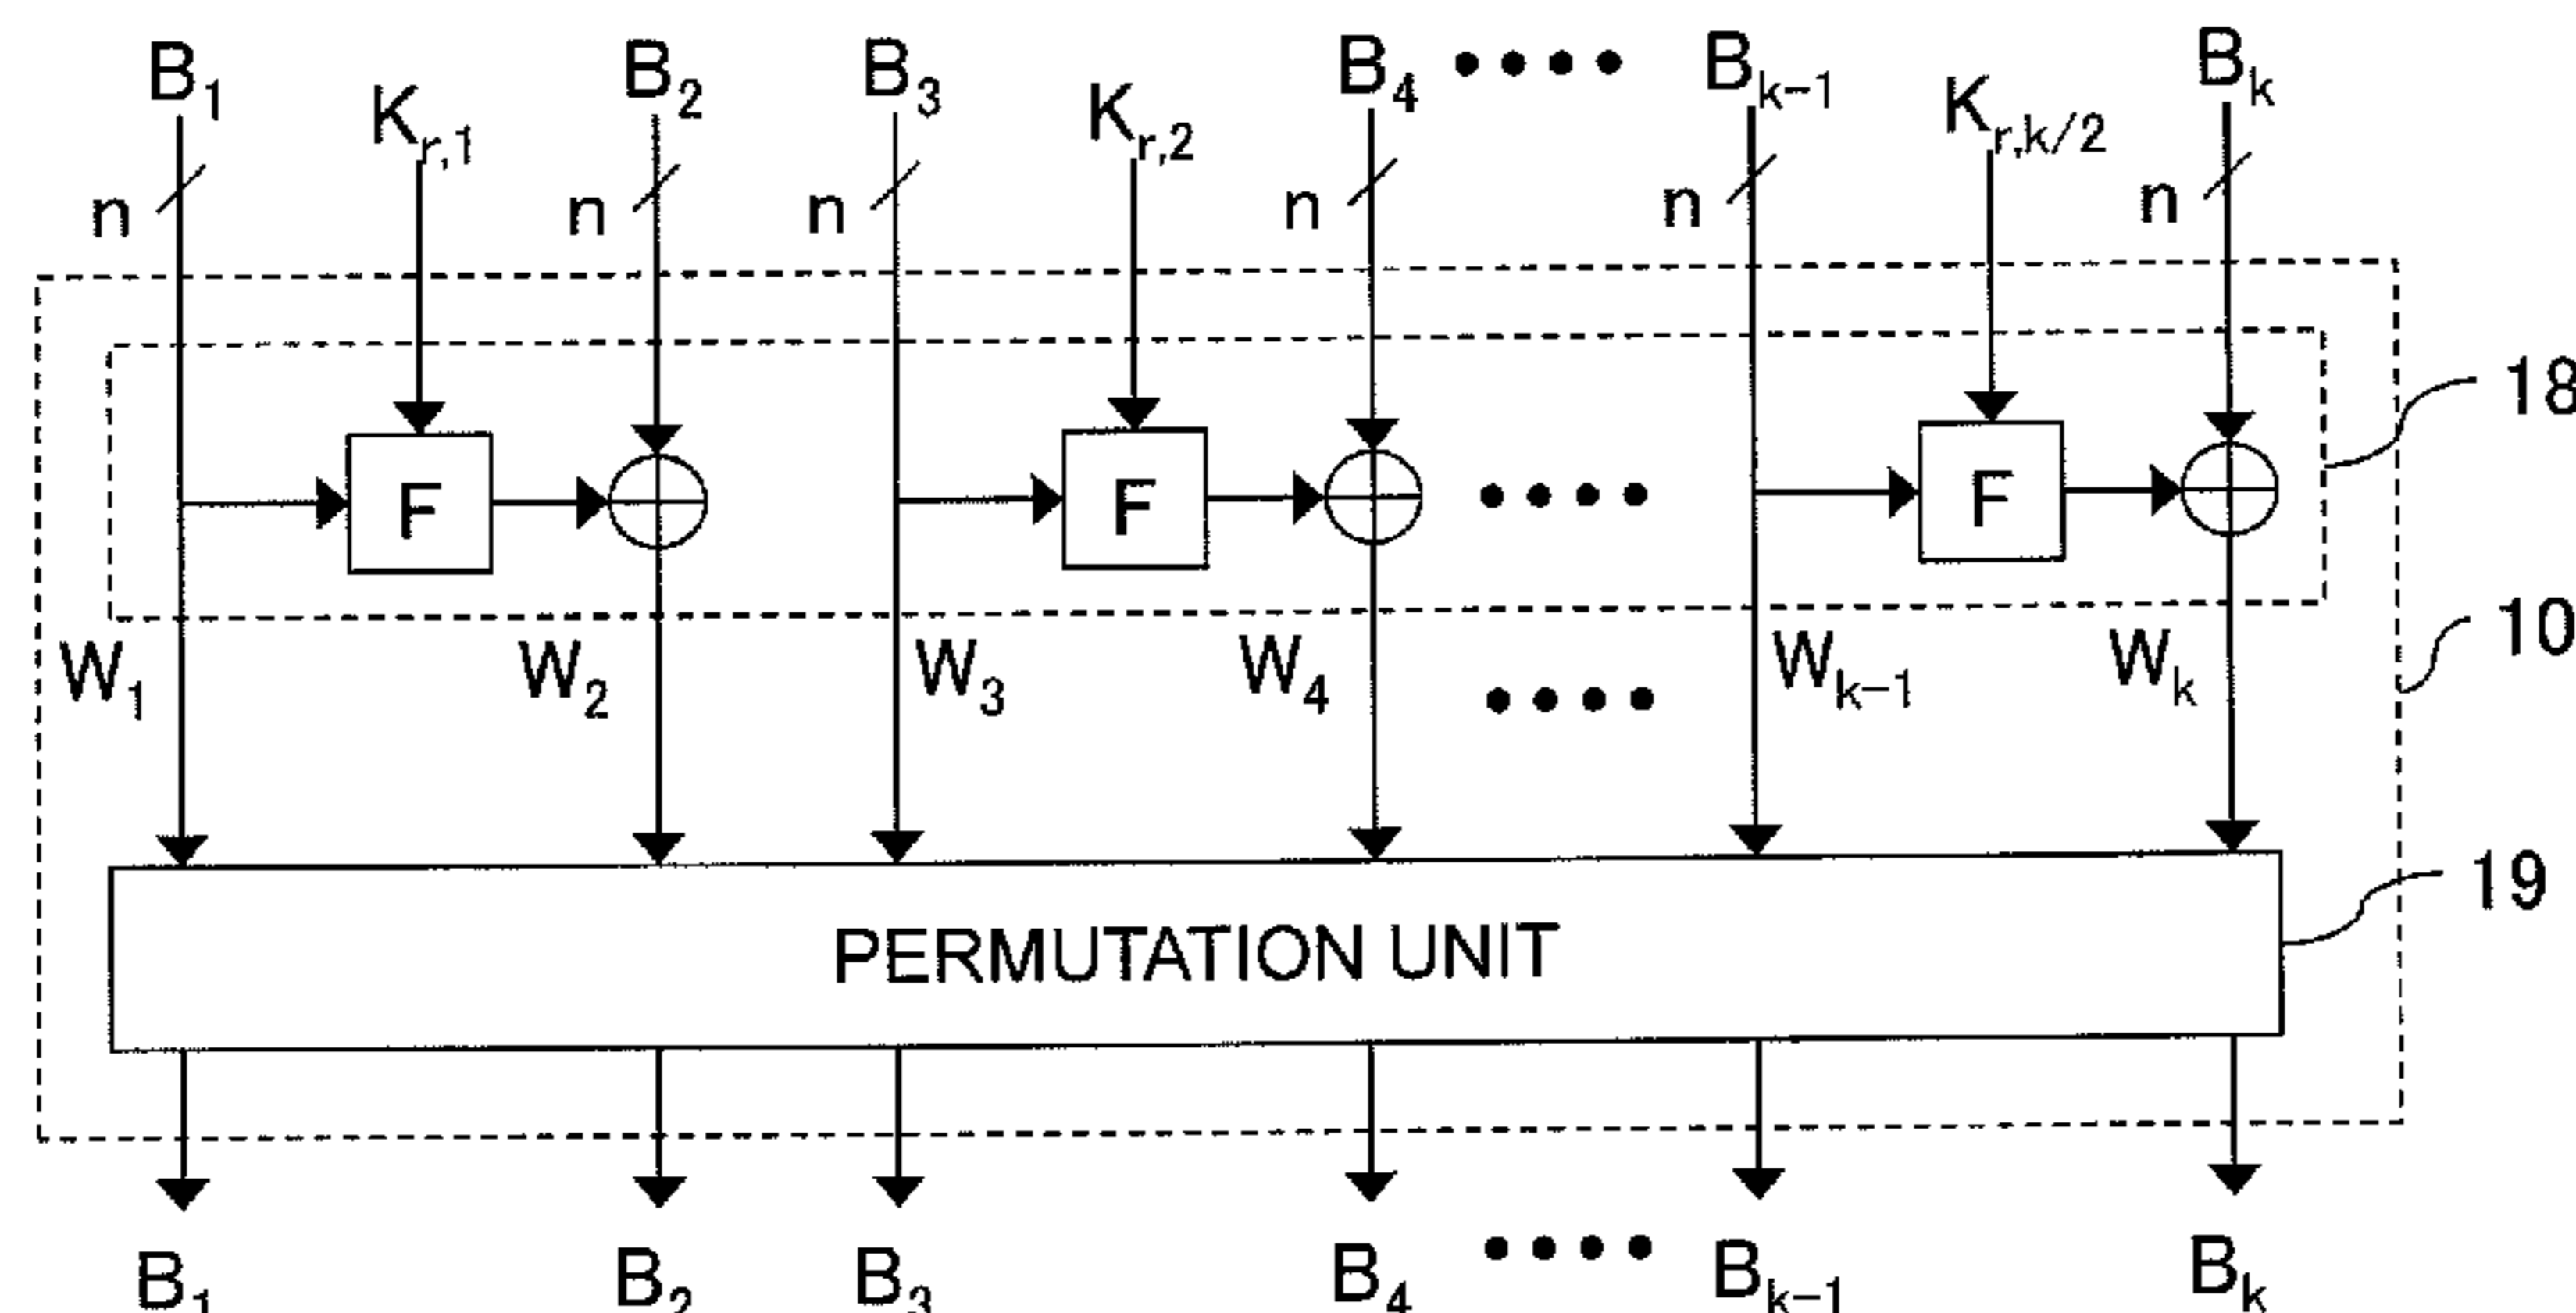 B1 Kr,1 B2 B3 Kr,2 B4 •••• Bk-1 Kr,k/2 Bk
n n n n n n
18
F F •••• F
10
W1 W2 W3 W4 •••• Wk-1 Wk
19
PERMUTATION UNIT
B1 B2 B3 B4 •••• Bk-1 Bk